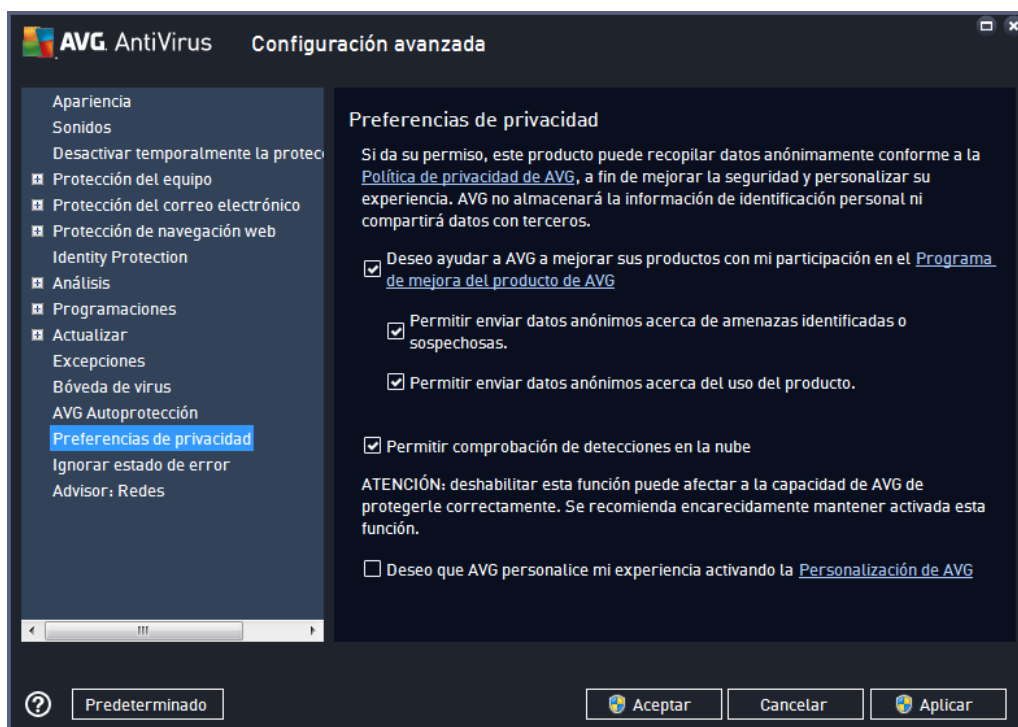 AVG AntiVirus Configuración avanzada
Apariencia
Sonidos
Desactivar temporalmente la protec
Protección del equipo
Protección del correo electrónico
Protección de navegación web
Identity Protection
Análisis
Programaciones
Actualizar
Excepciones
Bóveda de virus
AVG Autoprotección
Preferencias de privacidad
Ignorar estado de error
Advisor: Redes
Preferencias de privacidad
Si da su permiso, este producto puede recopilar datos anónimamente conforme a la
Política de privacidad de AVG, a fin de mejorar la seguridad y personalizar su
experiencia. AVG no almacenará la información de identificación personal ni
compartirá datos con terceros.
Deseo ayudar a AVG a mejorar sus productos con mi participación en el Programa
de mejora del producto de AVG
Permitir enviar datos anónimos acerca de amenazas identificadas o
sospechosas.
Permitir enviar datos anónimos acerca del uso del producto.
Permitir comprobación de detecciones en la nube
ATENCIÓN: deshabilitar esta función puede afectar a la capacidad de AVG de
protegerle correctamente. Se recomienda encarecidamente mantener activada esta
función.
Deseo que AVG personalice mi experiencia activando la Personalización de AVG
? Predeterminado Aceptar Cancelar Aplicar